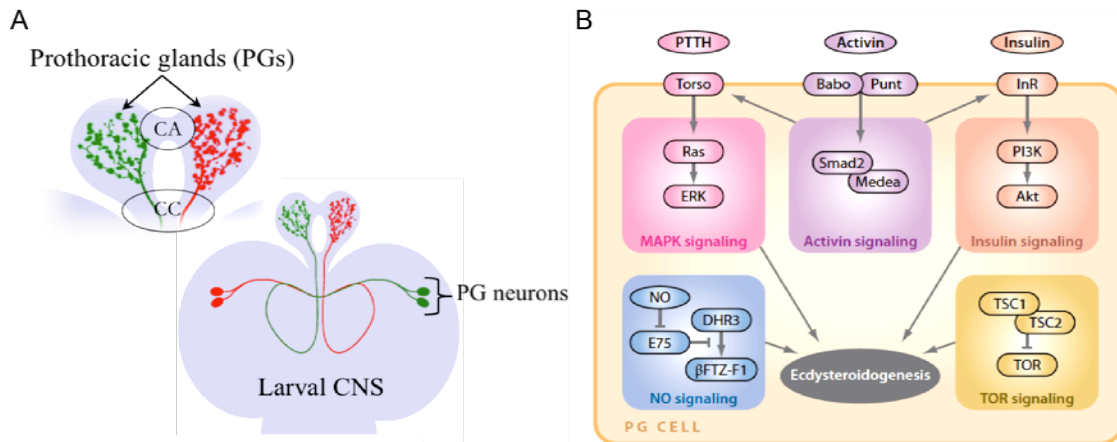 A
Prothoracic glands (PGs)
CA
CC
PG neurons
Larval CNS
B
PTTH
Activin
Insulin
Torso
Babo
Punt
InR
Ras
ERK
Smad2
Medea
PI3K
Akt
MAPK signaling
Activin signaling
Insulin signaling
NO
E75
DHR3
βFTZ-F1
NO signaling
Ecdysteroidogenesis
TSC1
TSC2
TOR
TOR signaling
PG CELL